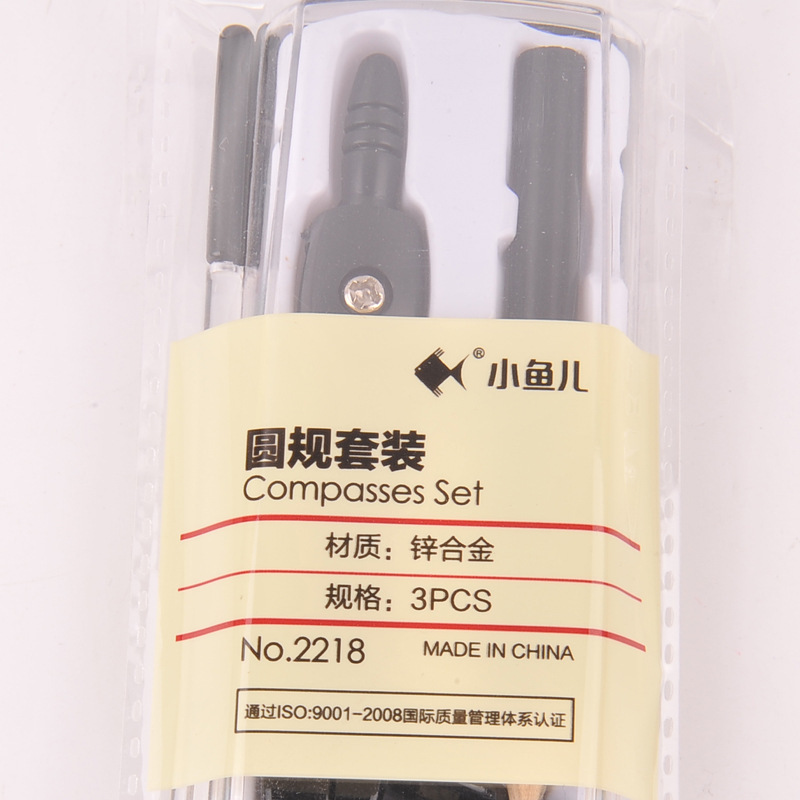 ®小鱼儿
圆规套装
Compasses Set
材质：锌合金
规格：3PCS
No.2218 MADE IN CHINA
通过ISO:9001-2008国际质量管理体系认证